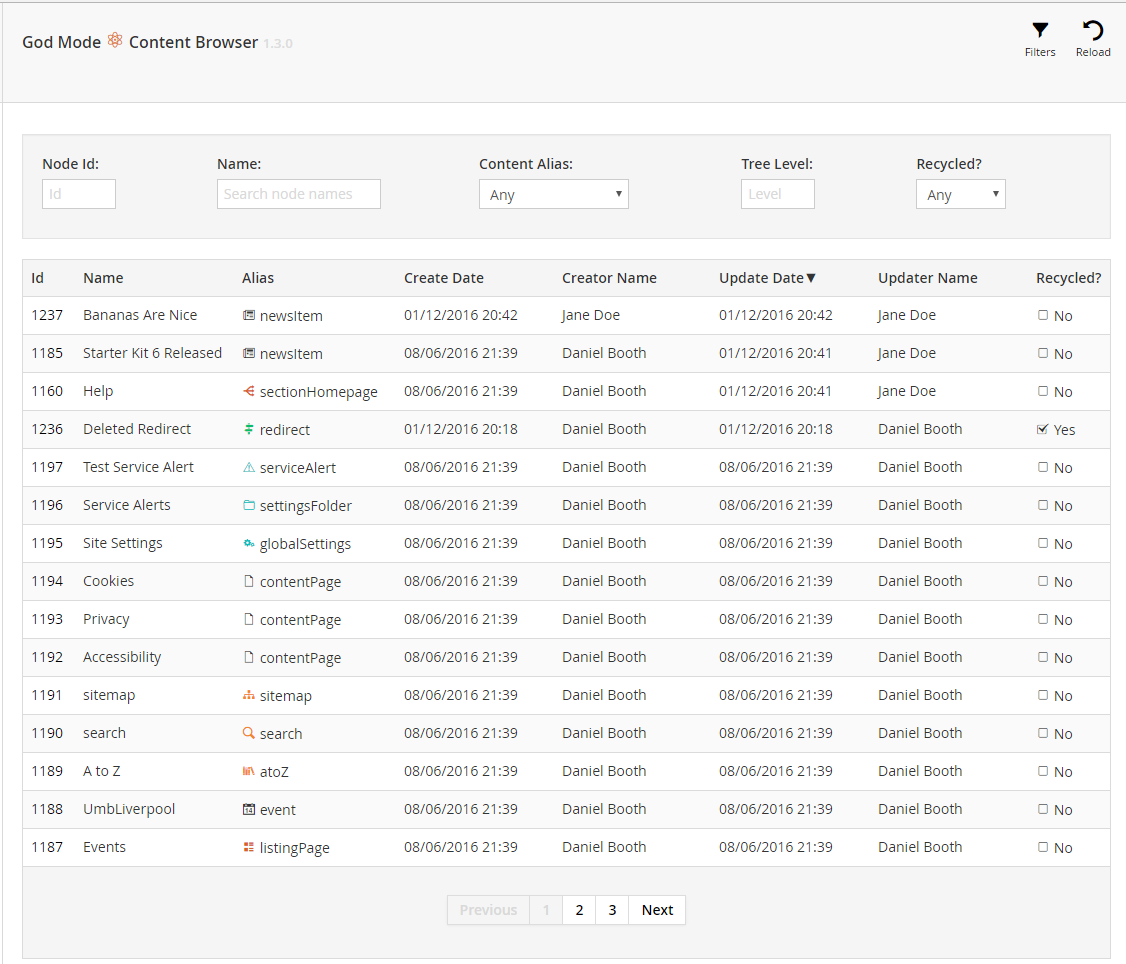 God Mode Content Browser 1.3.0
Filters Reload
Node Id: Name: Content Alias: Tree Level: Recycled?
Id Search node names Any Level Any
Id Name Alias Create Date Creator Name Update Date▼ Updater Name Recycled?
1237 Bananas Are Nice newsItem 01/12/2016 20:42 Jane Doe 01/12/2016 20:42 Jane Doe No
1185 Starter Kit 6 Released newsItem 08/06/2016 21:39 Daniel Booth 01/12/2016 20:41 Jane Doe No
1160 Help sectionHomepage 08/06/2016 21:39 Daniel Booth 01/12/2016 20:41 Jane Doe No
1236 Deleted Redirect redirect 01/12/2016 20:18 Daniel Booth 01/12/2016 20:18 Daniel Booth Yes
1197 Test Service Alert serviceAlert 08/06/2016 21:39 Daniel Booth 08/06/2016 21:39 Daniel Booth No
1196 Service Alerts settingsFolder 08/06/2016 21:39 Daniel Booth 08/06/2016 21:39 Daniel Booth No
1195 Site Settings globalSettings 08/06/2016 21:39 Daniel Booth 08/06/2016 21:39 Daniel Booth No
1194 Cookies contentPage 08/06/2016 21:39 Daniel Booth 08/06/2016 21:39 Daniel Booth No
1193 Privacy contentPage 08/06/2016 21:39 Daniel Booth 08/06/2016 21:39 Daniel Booth No
1192 Accessibility contentPage 08/06/2016 21:39 Daniel Booth 08/06/2016 21:39 Daniel Booth No
1191 sitemap sitemap 08/06/2016 21:39 Daniel Booth 08/06/2016 21:39 Daniel Booth No
1190 search search 08/06/2016 21:39 Daniel Booth 08/06/2016 21:39 Daniel Booth No
1189 A to Z atoZ 08/06/2016 21:39 Daniel Booth 08/06/2016 21:39 Daniel Booth No
1188 UmbLiverpool event 08/06/2016 21:39 Daniel Booth 08/06/2016 21:39 Daniel Booth No
1187 Events listingPage 08/06/2016 21:39 Daniel Booth 08/06/2016 21:39 Daniel Booth No
Previous 1 2 3 Next